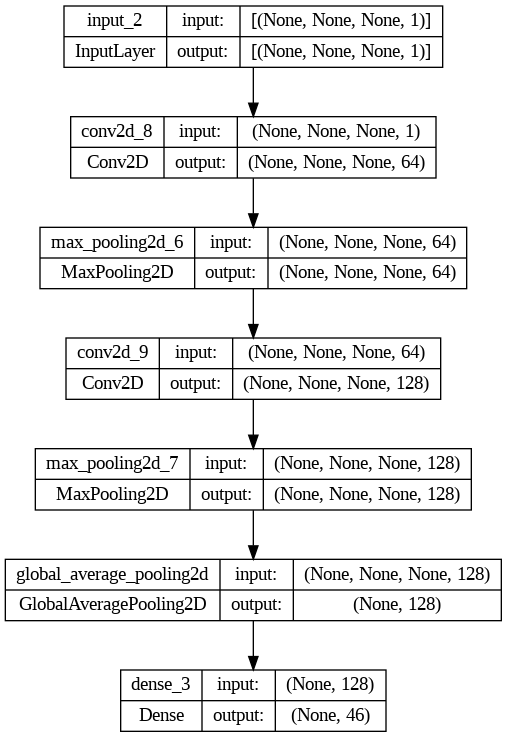 input_2 input: [(None, None, None, 1)]
InputLayer output: [(None, None, None, 1)]
conv2d_8 input: (None, None, None, 1)
Conv2D output: (None, None, None, 64)
max_pooling2d_6 input: (None, None, None, 64)
MaxPooling2D output: (None, None, None, 64)
conv2d_9 input: (None, None, None, 64)
Conv2D output: (None, None, None, 128)
max_pooling2d_7 input: (None, None, None, 128)
MaxPooling2D output: (None, None, None, 128)
global_average_pooling2d input: (None, None, None, 128)
GlobalAveragePooling2D output: (None, 128)
dense_3 input: (None, 128)
Dense output: (None, 46)